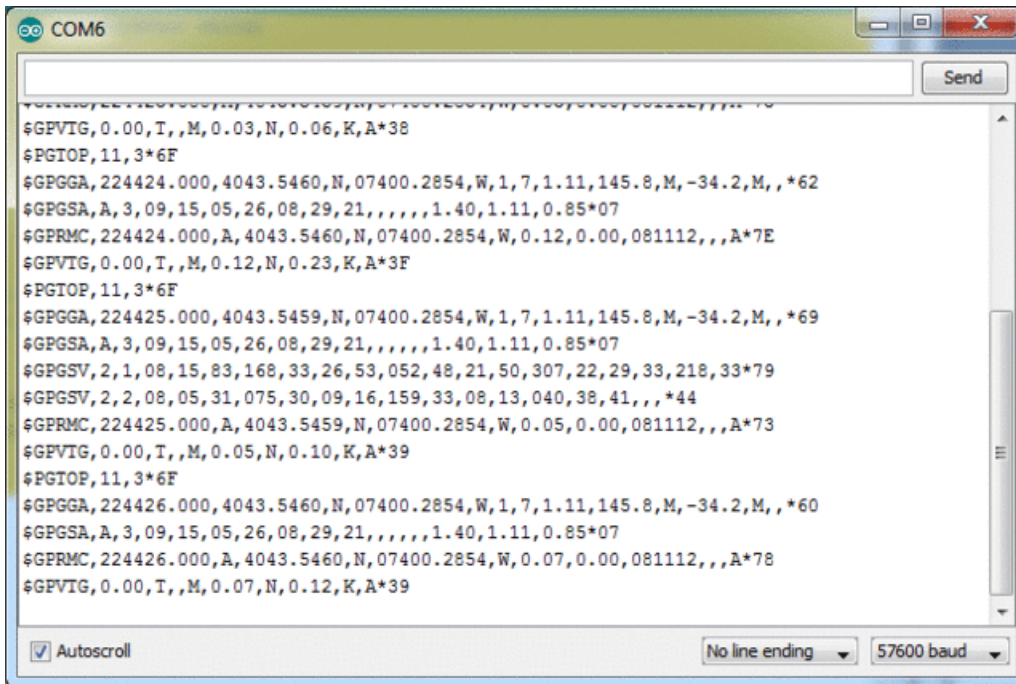 COM6
Send
$GPVTG,0.00,T,,M,0.03,N,0.06,K,A*38
$PGTOP,11,3*6F
$GPGGA,224424.000,4043.5460,N,07400.2854,W,1,7,1.11,145.8,M,-34.2,M,,*62
$GPGSA,A,3,09,15,05,26,08,29,21,,,,,,1.40,1.11,0.85*07
$GPRMC,224424.000,A,4043.5460,N,07400.2854,W,0.12,0.00,081112,,,A*7E
$GPVTG,0.00,T,,M,0.12,N,0.23,K,A*3F
$PGTOP,11,3*6F
$GPGGA,224425.000,4043.5459,N,07400.2854,W,1,7,1.11,145.8,M,-34.2,M,,*69
$GPGSA,A,3,09,15,05,26,08,29,21,,,,,,1.40,1.11,0.85*07
$GPGSV,2,1,08,15,83,168,33,26,53,052,48,21,50,307,22,29,33,218,33*79
$GPGSV,2,2,08,05,31,075,30,09,16,159,33,08,13,040,38,41,,,*44
$GPRMC,224425.000,A,4043.5459,N,07400.2854,W,0.05,0.00,081112,,,A*73
$GPVTG,0.00,T,,M,0.05,N,0.10,K,A*39
$PGTOP,11,3*6F
$GPGGA,224426.000,4043.5460,N,07400.2854,W,1,7,1.11,145.8,M,-34.2,M,,*60
$GPGSA,A,3,09,15,05,26,08,29,21,,,,,,1.40,1.11,0.85*07
$GPRMC,224426.000,A,4043.5460,N,07400.2854,W,0.07,0.00,081112,,,A*78
$GPVTG,0.00,T,,M,0.07,N,0.12,K,A*39
Autoscroll
No line ending
57600 baud